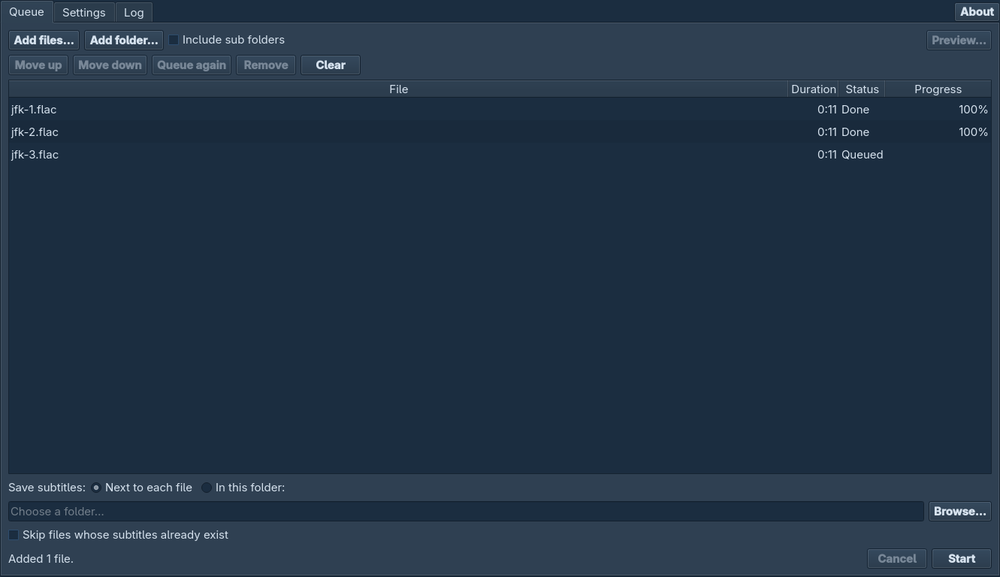 Queue Settings Log About
Add files... Add folder... Include sub folders Preview...
Move up Move down Queue again Remove Clear
File Duration Status Progress
jfk-1.flac 0:11 Done 100%
jfk-2.flac 0:11 Done 100%
jfk-3.flac 0:11 Queued
Save subtitles: Next to each file In this folder:
Choose a folder... Browse...
Skip files whose subtitles already exist
Added 1 file. Cancel Start